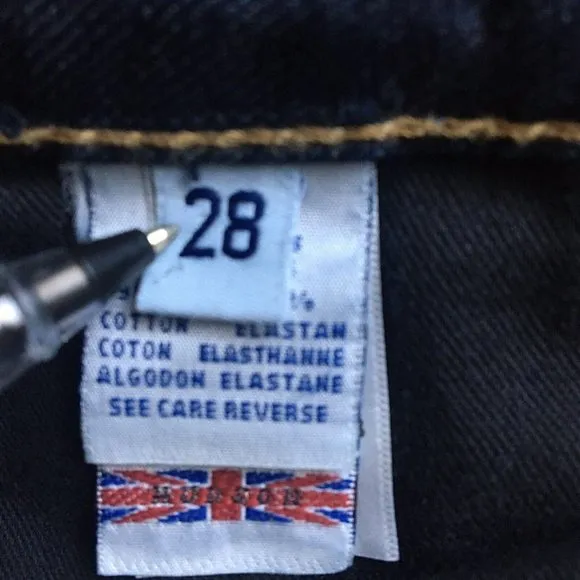 28
COTTON ELASTAN
COTON ELASTHANNE
ALGODON ELASTANE
SEE CARE REVERSE
HUDSON